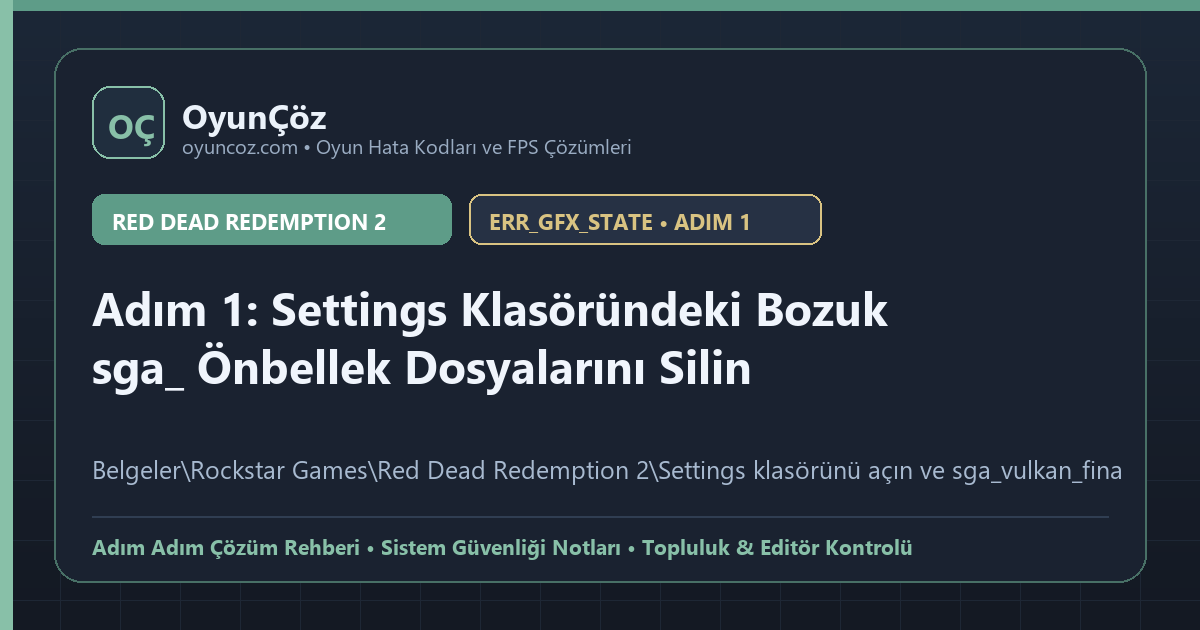 OÇ
OyunÇöz
oyuncoz.com • Oyun Hata Kodları ve FPS Çözümleri
RED DEAD REDEMPTION 2
ERR_GFX_STATE • ADIM 1
Adım 1: Settings Klasöründeki Bozuk
sga_ Önbellek Dosyalarını Silin
Belgeler\Rockstar Games\Red Dead Redemption 2\Settings klasörünü açın ve sga_vulkan_fina
Adım Adım Çözüm Rehberi • Sistem Güvenliği Notları • Topluluk & Editör Kontrolü